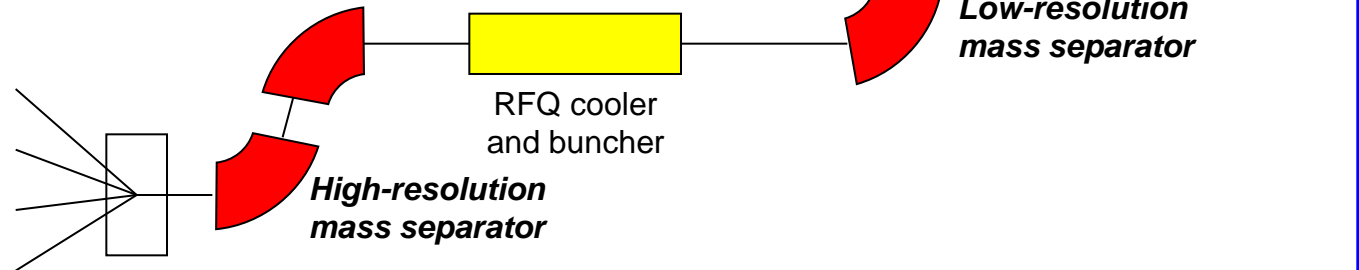 Low-resolution
mass separator
RFQ cooler
and buncher
High-resolution
mass separator